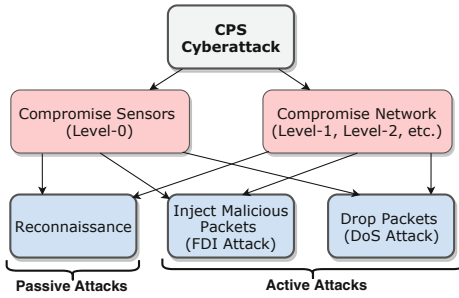 CPS
Cyberattack
Compromise Sensors
(Level-0)
Compromise Network
(Level-1, Level-2, etc.)
Reconnaissance
Inject Malicious
Packets
(FDI Attack)
Drop Packets
(DoS Attack)
Passive Attacks
Active Attacks